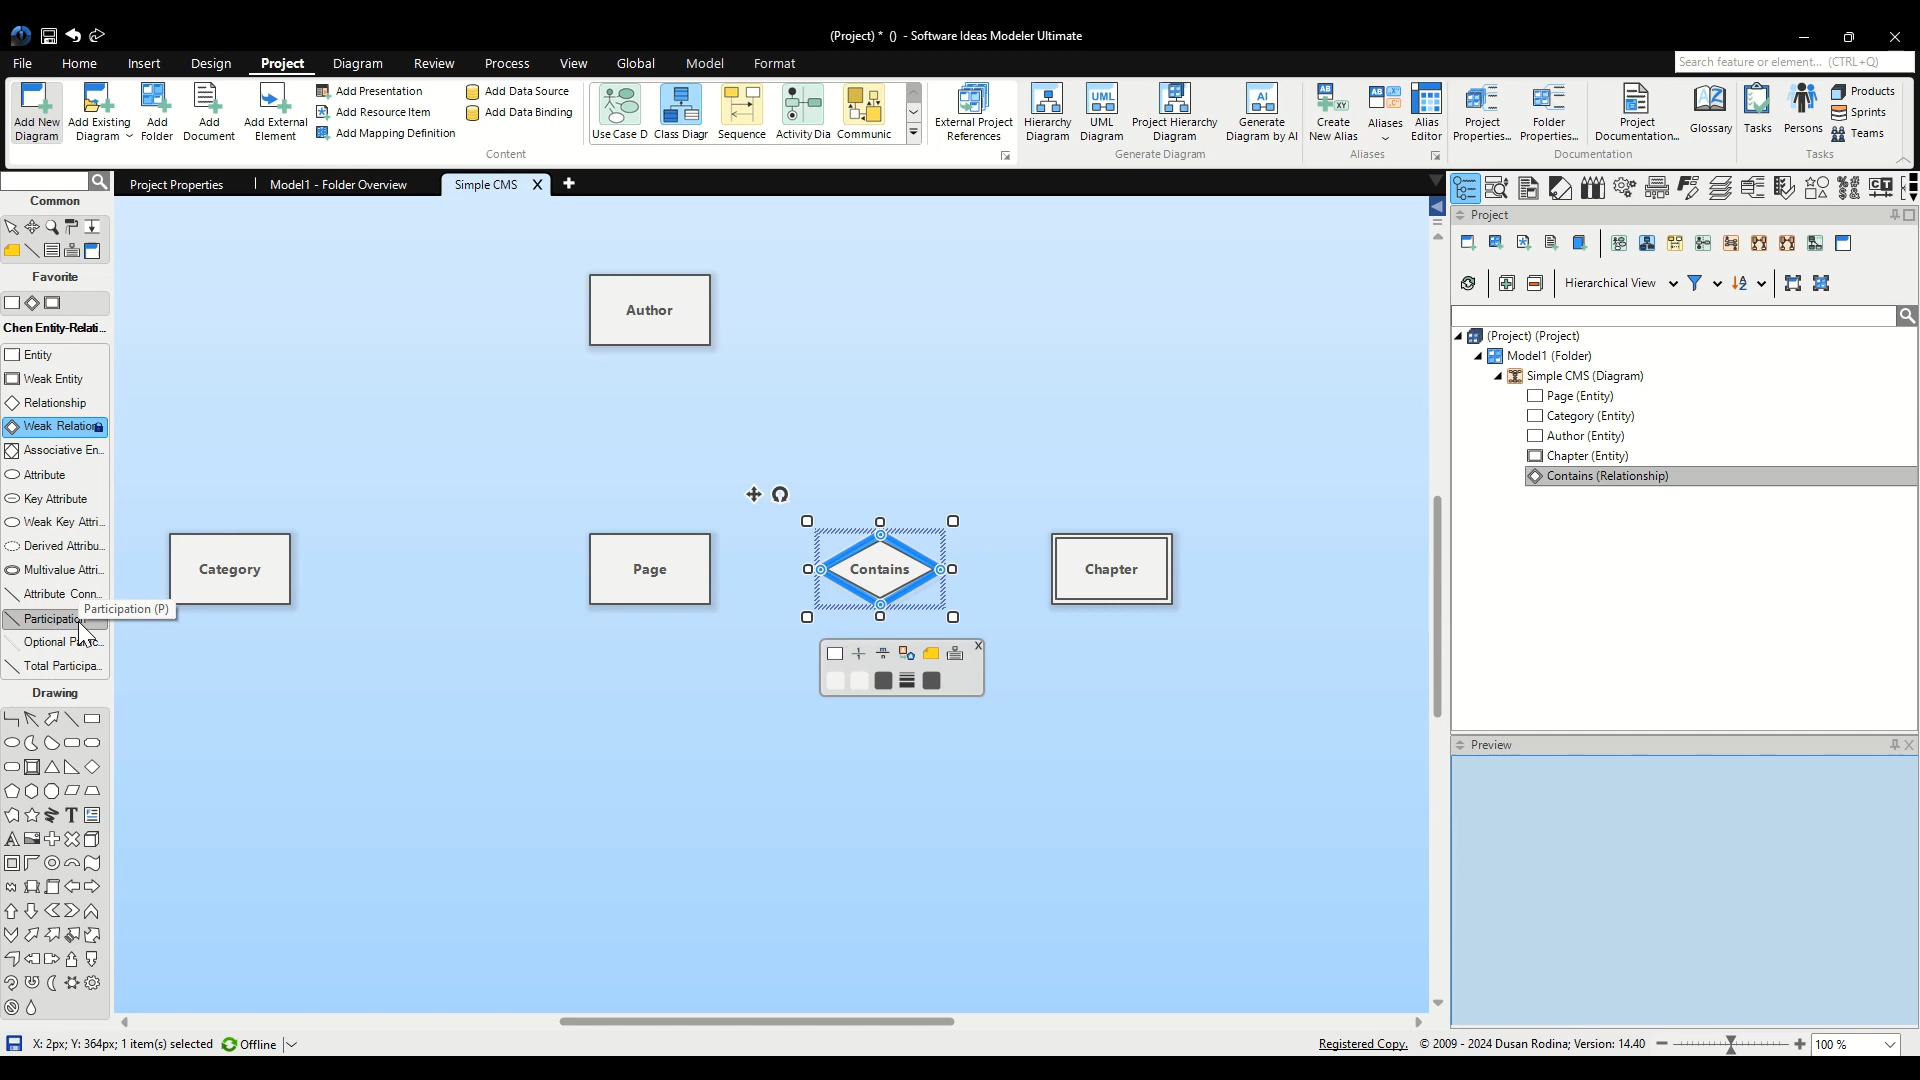 (Project) * () - Software Ideas Modeler Ultimate
File Home Insert Design Project Diagram Review Process View Global Model Format
Search feature or element... (CTRL+Q)
Add New Diagram
Add Existing Diagram
Add Folder
Add Document
Add External Element
Add Presentation
Add Resource Item
Add Mapping Definition
Add Data Source
Add Data Binding
Content
Use Case D
Class Diagr
Sequence
Activity Dia
Communic
External Project References
Hierarchy Diagram
UML Diagram
Project Hierarchy Diagram
Generate Diagram by AI
Generate Diagram
Create New Alias
Aliases
Alias Editor
Aliases
Project Properties...
Folder Properties...
Project Documentation...
Glossary
Documentation
Tasks
Persons
Products
Sprints
Teams
Tasks
Project Properties
Model1 - Folder Overview
Simple CMS X
Common
Favorite
Chen Entity-Relati...
Entity
Weak Entity
Relationship
Weak Relation
Associative En...
Attribute
Key Attribute
Weak Key Attri...
Derived Attribu...
Multivalue Attri...
Attribute Conn...
Participation
Participation (P)
Optional Partic...
Total Participa...
Drawing
Author
Category
Page
Contains
Chapter
Project
Hierarchical View
(Project) (Project)
Model1 (Folder)
Simple CMS (Diagram)
Page (Entity)
Category (Entity)
Author (Entity)
Chapter (Entity)
Contains (Relationship)
Preview
X: 2px; Y: 364px; 1 item(s) selected
Offline
Registered Copy. © 2009 - 2024 Dusan Rodina; Version: 14.40
100 %